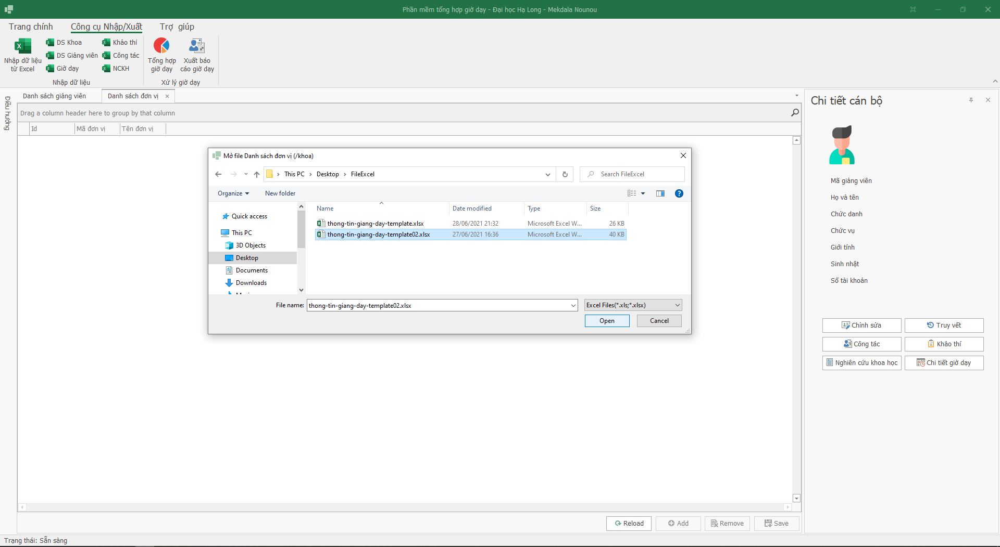 Phần mềm tổng hợp giờ dạy - Đại học Hạ Long - Mekdala Nounou
Trang chính Công cụ Nhập/Xuất Trợ giúp
Nhập dữ liệu từ Excel
DS Khoa
DS Giảng viên
Giờ dạy
Khảo thí
Công tác
NCKH
Nhập dữ liệu
Tổng hợp giờ dạy
Xuất báo cáo giờ dạy
Xử lý giờ dạy
Điều hướng
Danh sách giảng viên
Danh sách đơn vị
Drag a column header here to group by that column
Id Mã đơn vị Tên đơn vị
Mở file Danh sách đơn vị (/khoa)
This PC Desktop FileExcel
Search FileExcel
Organize New folder
Quick access
This PC
3D Objects
Desktop
Documents
Downloads
Name Date modified Type Size
thong-tin-giang-day-template.xlsx 28/06/2021 21:32 Microsoft Excel W... 26 KB
thong-tin-giang-day-template02.xlsx 27/06/2021 16:36 Microsoft Excel W... 40 KB
File name: thong-tin-giang-day-template02.xlsx Excel Files(*.xls;*.xlsx)
Open Cancel
Chi tiết cán bộ
Mã giảng viên
Họ và tên
Chức danh
Chức vụ
Giới tính
Sinh nhật
Số tài khoản
Chỉnh sửa Truy vết
Công tác Khảo thí
Nghiên cứu khoa học Chi tiết giờ dạy
Reload Add Remove Save
Trạng thái: Sẵn sàng